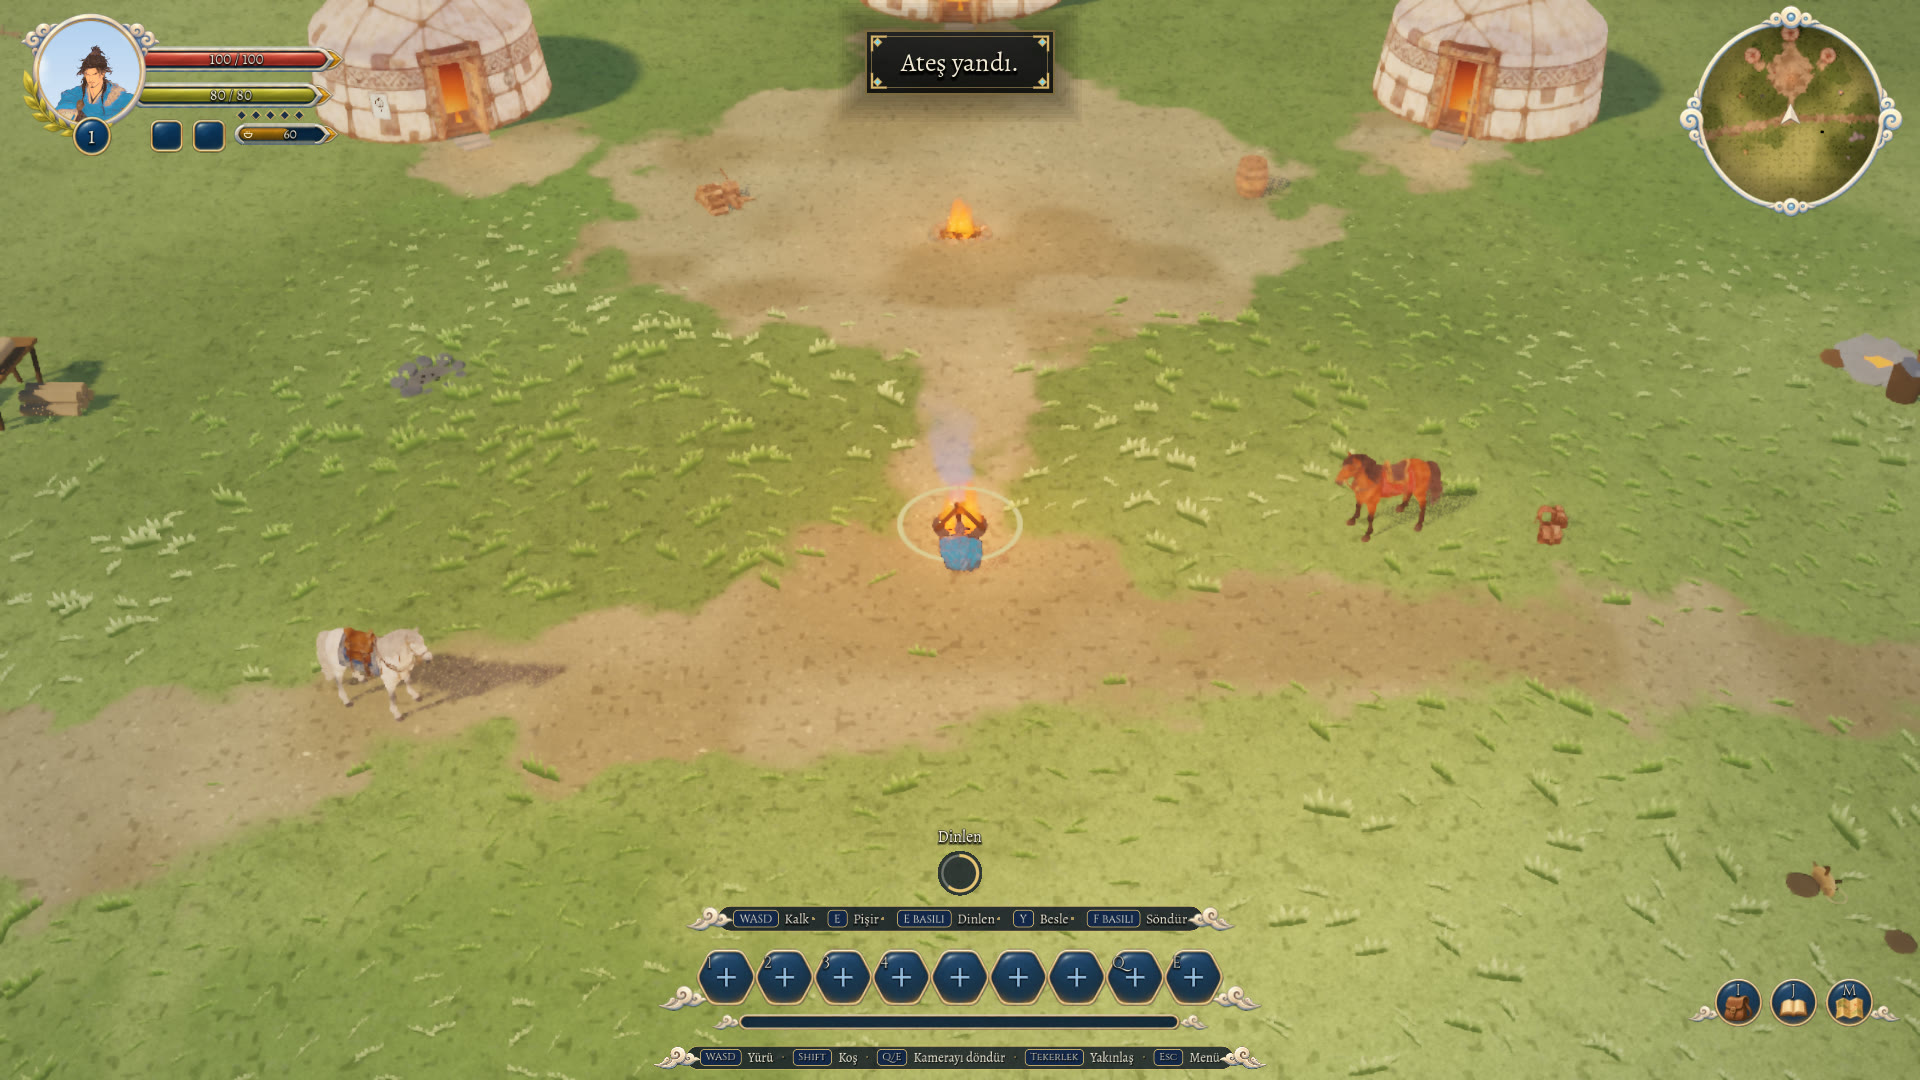 Ateş yandı.
100 / 100
80 / 80
60
1
Dinlen
WASD Kalk • E Pişir • E BASILI Dinlen • Y Besle • F BASILI Söndür
1 2 3 4 Q E
I J M
WASD Yürü · SHIFT Koş · Q/E Kamerayı döndür · TEKERLEK Yakınlaş · ESC Menü